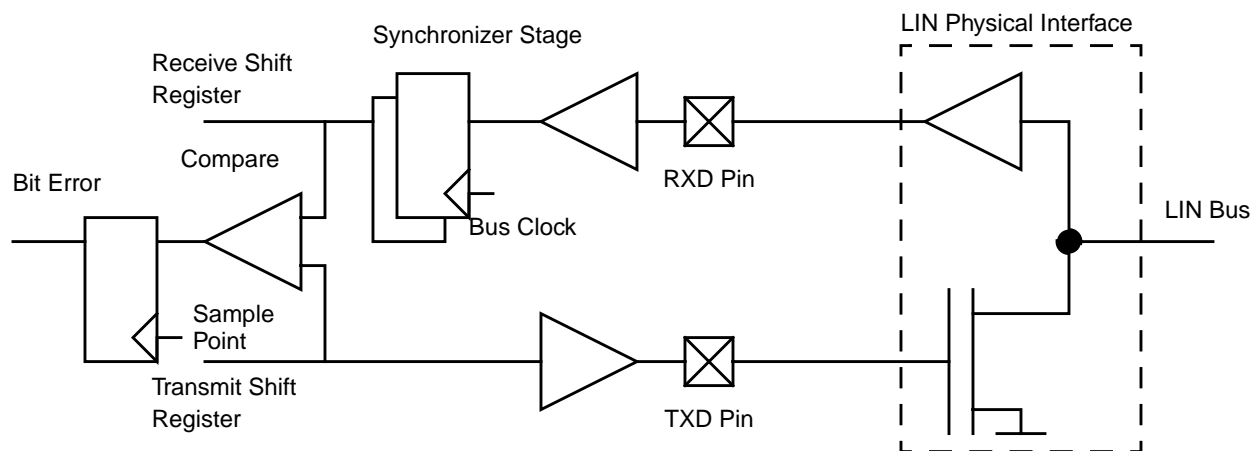 LIN Physical Interface
Synchronizer Stage
Receive Shift
Register
Compare
RXD Pin
Bit Error
Bus Clock
LIN Bus
Sample
Point
Transmit Shift
Register
TXD Pin